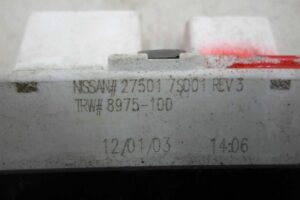 NISSAN# 27501 7S001 REV 3
TRW# 8975-100
12/01/03 14:06